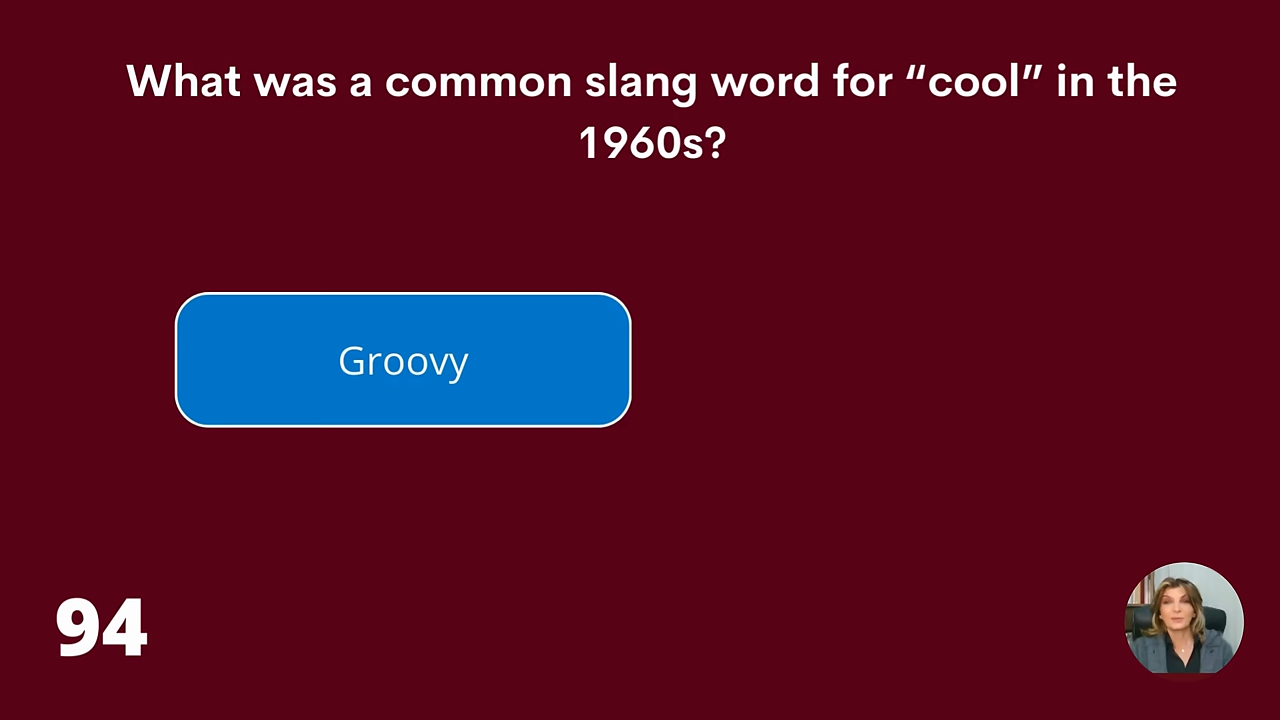 What was a common slang word for “cool” in the
1960s?
Groovy
94